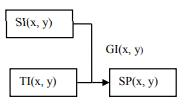 SI(x, y)
GI(x, y)
TI(x, y)
SP(x, y)